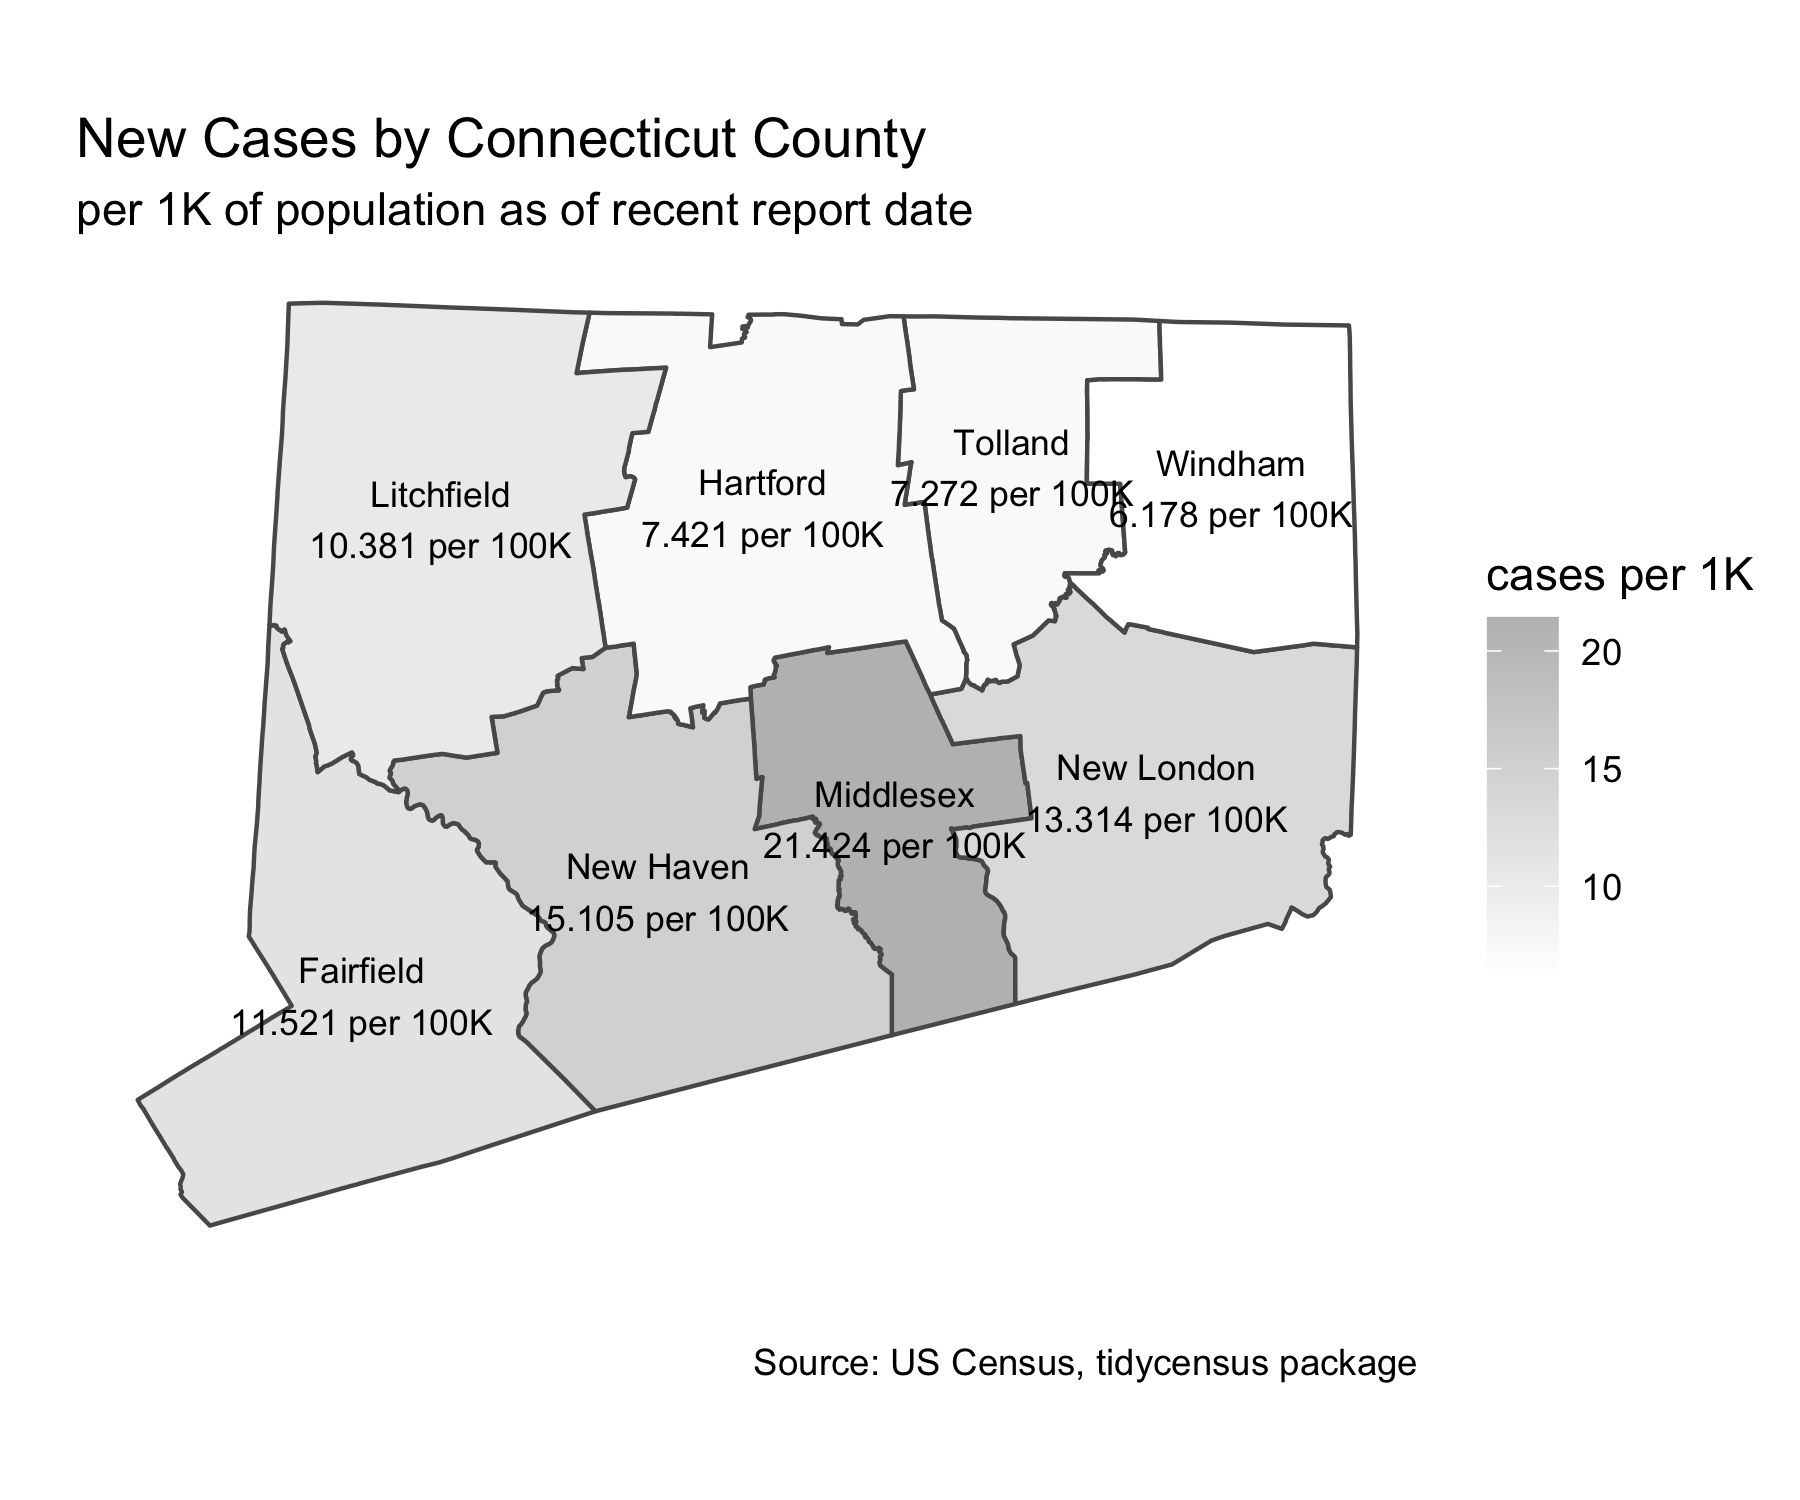 New Cases by Connecticut County
per 1K of population as of recent report date
Litchfield
10.381 per 100K
Hartford
7.421 per 100K
Tolland
7.272 per 100K
Windham
6.178 per 100K
Middlesex
21.424 per 100K
New London
13.314 per 100K
New Haven
15.105 per 100K
Fairfield
11.521 per 100K
cases per 1K
20
15
10
Source: US Census, tidycensus package